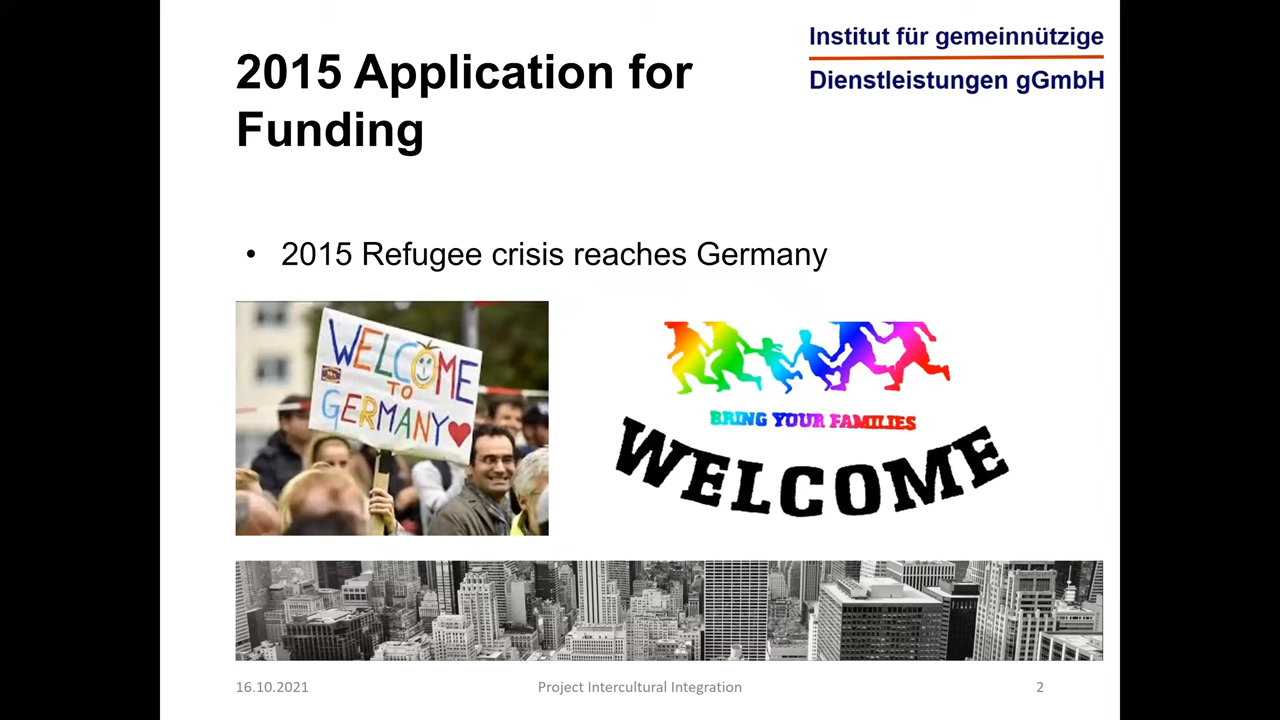 2015 Application for
Funding
Institut für gemeinnützige
Dienstleistungen gGmbH
• 2015 Refugee crisis reaches Germany
WELCOME
TO
GERMANY
BRING YOUR FAMILIES
WELCOME
16.10.2021
Project Intercultural Integration
2